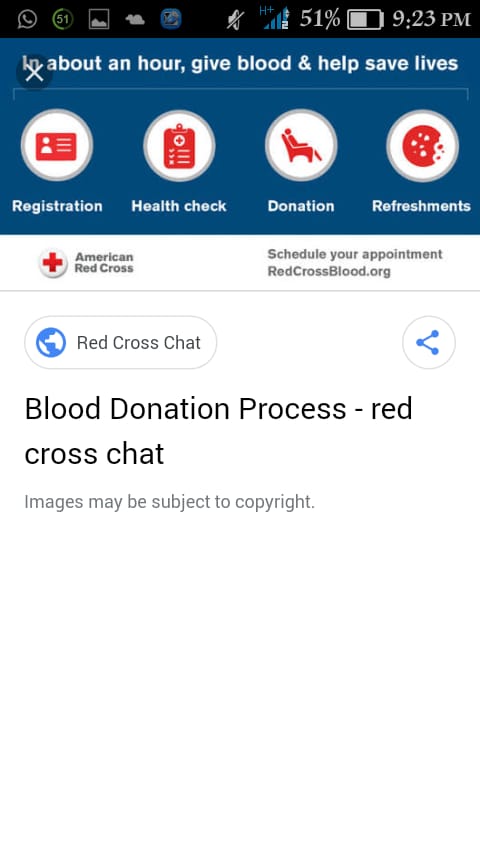 51
H+
2
51%
9:23 PM
In about an hour, give blood & help save lives
Registration Health check Donation Refreshments
American
Red Cross
Schedule your appointment
RedCrossBlood.org
Red Cross Chat
Blood Donation Process - red
cross chat
Images may be subject to copyright.